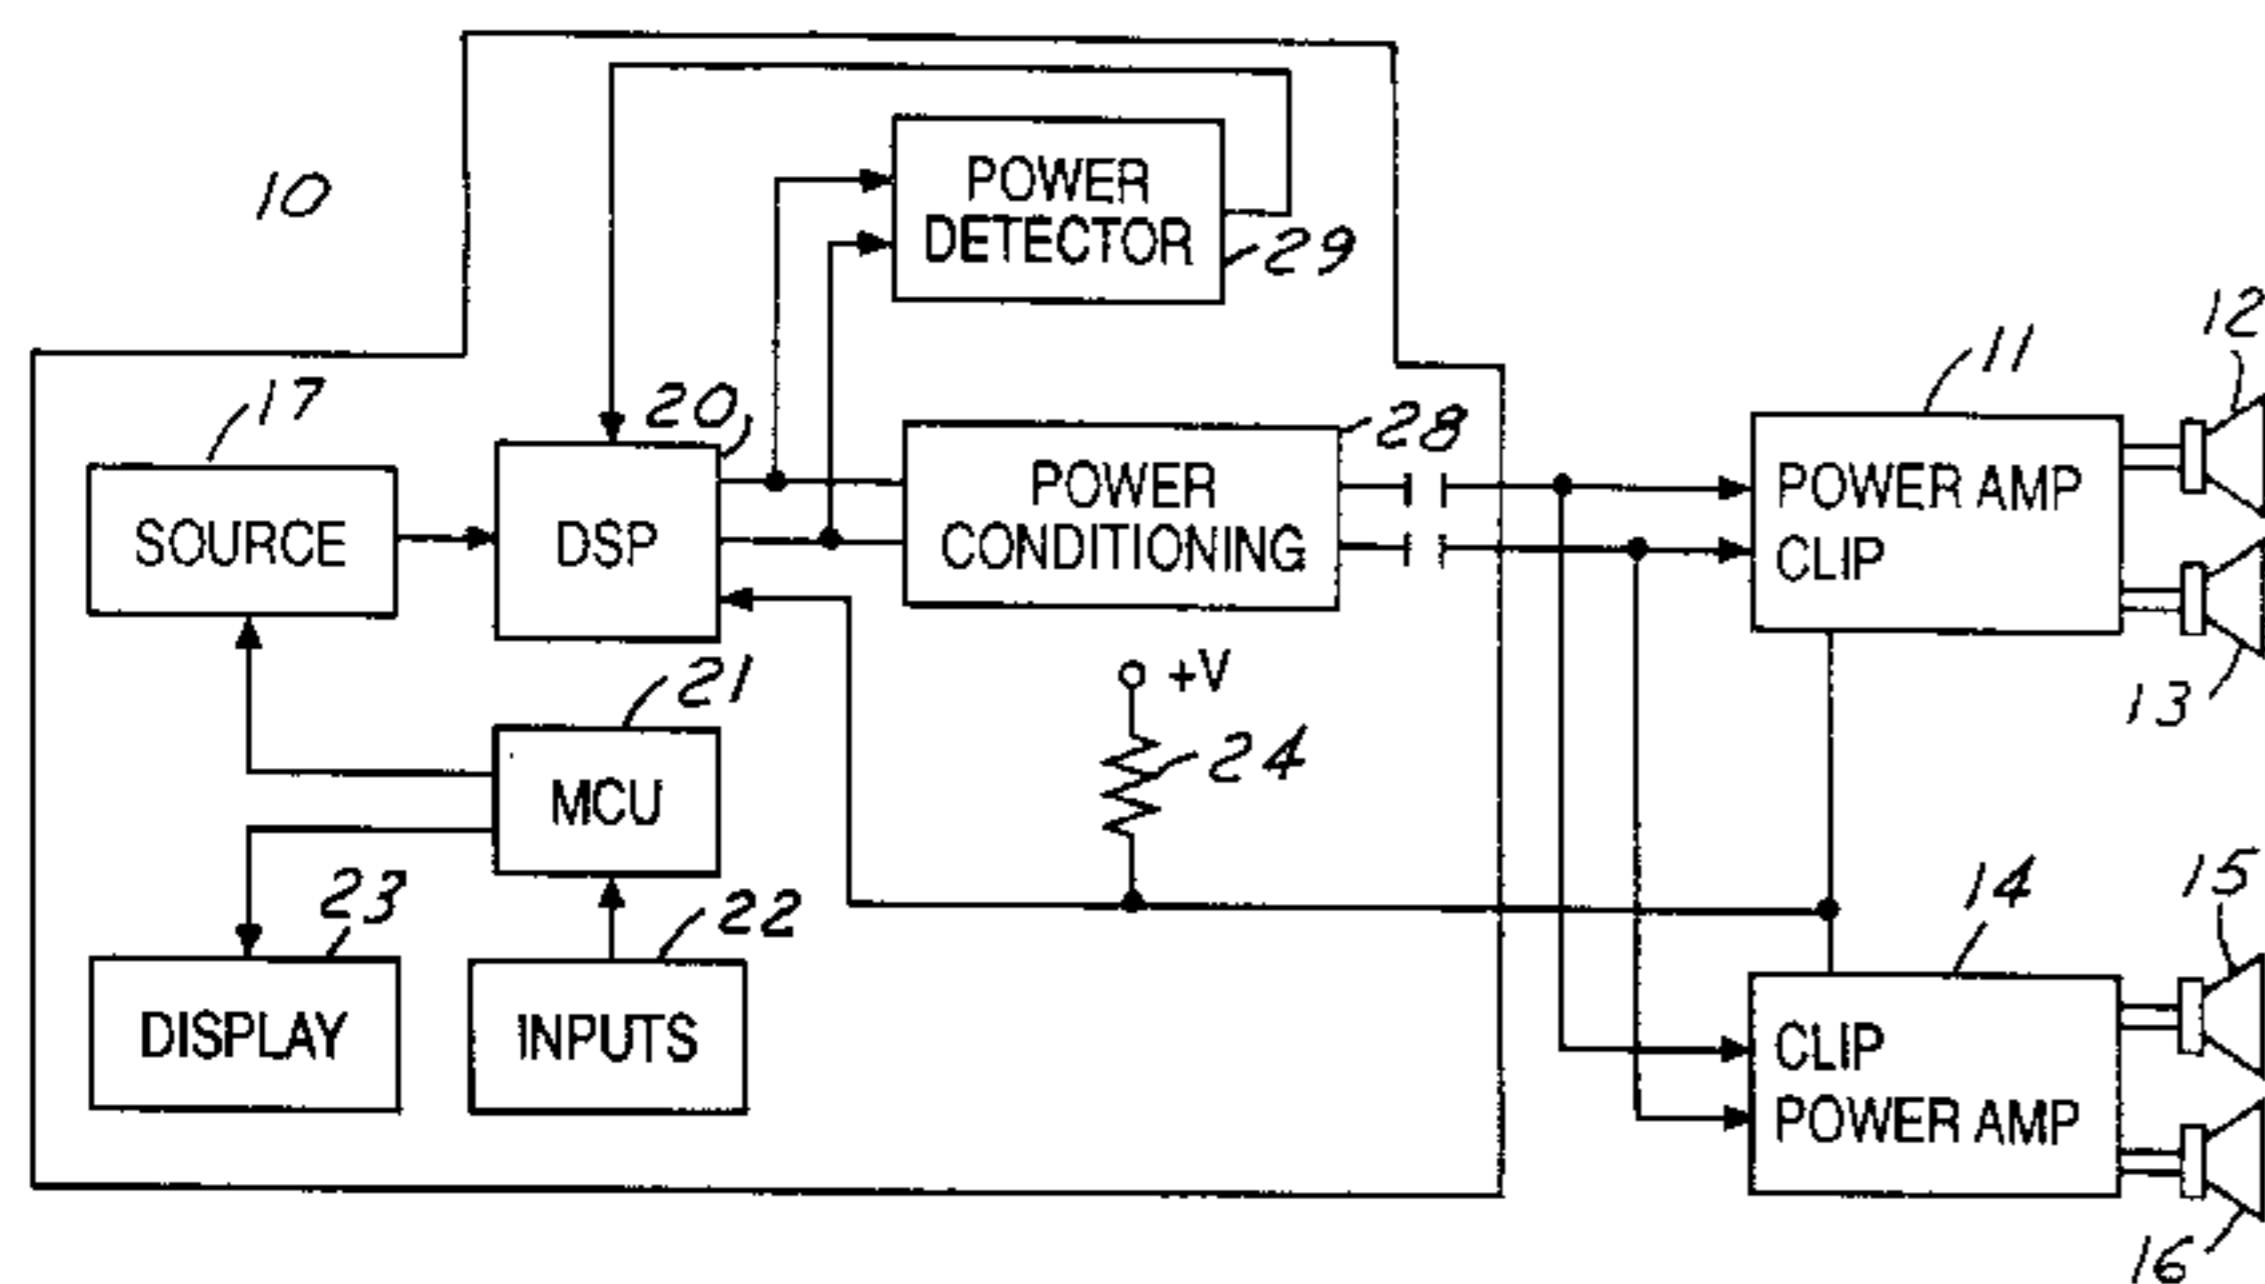 10
POWER
DETECTOR
29
12
11
17
20
28
POWER AMP
CLIP
SOURCE
DSP
POWER
CONDITIONING
13
+V
21
24
MCU
23
22
14
15
DISPLAY
INPUTS
CLIP
POWER AMP
16